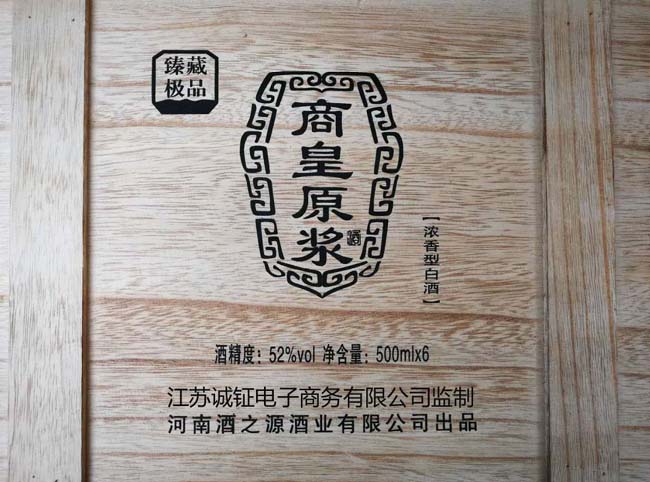 臻藏
极品
商皇原浆
【浓香型白酒】
酒精度：52%vol 净含量：500mlx6
江苏诚钲电子商务有限公司监制
河南酒之源酒业有限公司出品